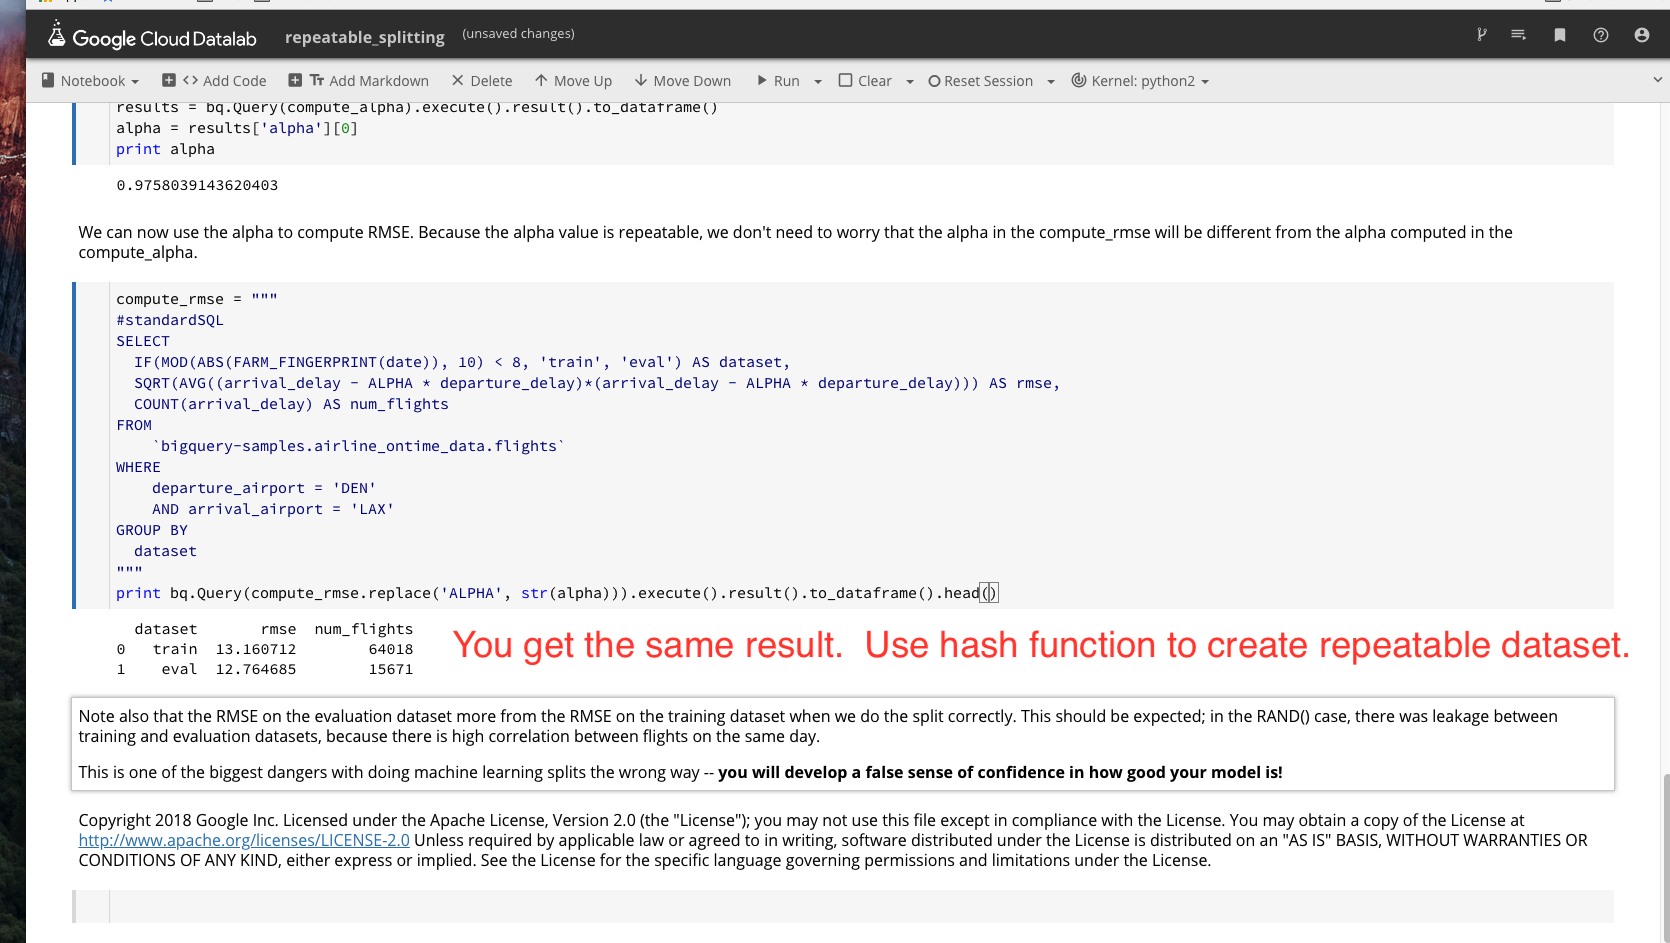 Google Cloud Datalab repeatable_splitting (unsaved changes)
Notebook Add Code Add Markdown Delete Move Up Move Down Run Clear Reset Session Kernel: python2
results = bq.Query(compute_alpha).execute().result().to_dataframe()
alpha = results['alpha'][0]
print alpha
0.9758039143620403
We can now use the alpha to compute RMSE. Because the alpha value is repeatable, we don't need to worry that the alpha in the compute_rmse will be different from the alpha computed in the
compute_alpha.
compute_rmse = """
#standardSQL
SELECT
IF(MOD(ABS(FARM_FINGERPRINT(date)), 10) < 8, 'train', 'eval') AS dataset,
SQRT(AVG((arrival_delay - ALPHA * departure_delay)*(arrival_delay - ALPHA * departure_delay))) AS rmse,
COUNT(arrival_delay) AS num_flights
FROM
`bigquery-samples.airline_ontime_data.flights`
WHERE
departure_airport = 'DEN'
AND arrival_airport = 'LAX'
GROUP BY
dataset
"""
print bq.Query(compute_rmse.replace('ALPHA', str(alpha))).execute().result().to_dataframe().head()
dataset rmse num_flights
0 train 13.160712 64018
1 eval 12.764685 15671
You get the same result. Use hash function to create repeatable dataset.
Note also that the RMSE on the evaluation dataset more from the RMSE on the training dataset when we do the split correctly. This should be expected; in the RAND() case, there was leakage between
training and evaluation datasets, because there is high correlation between flights on the same day.
This is one of the biggest dangers with doing machine learning splits the wrong way -- you will develop a false sense of confidence in how good your model is!
Copyright 2018 Google Inc. Licensed under the Apache License, Version 2.0 (the "License"); you may not use this file except in compliance with the License. You may obtain a copy of the License at
http://www.apache.org/licenses/LICENSE-2.0 Unless required by applicable law or agreed to in writing, software distributed under the License is distributed on an "AS IS" BASIS, WITHOUT WARRANTIES OR
CONDITIONS OF ANY KIND, either express or implied. See the License for the specific language governing permissions and limitations under the License.